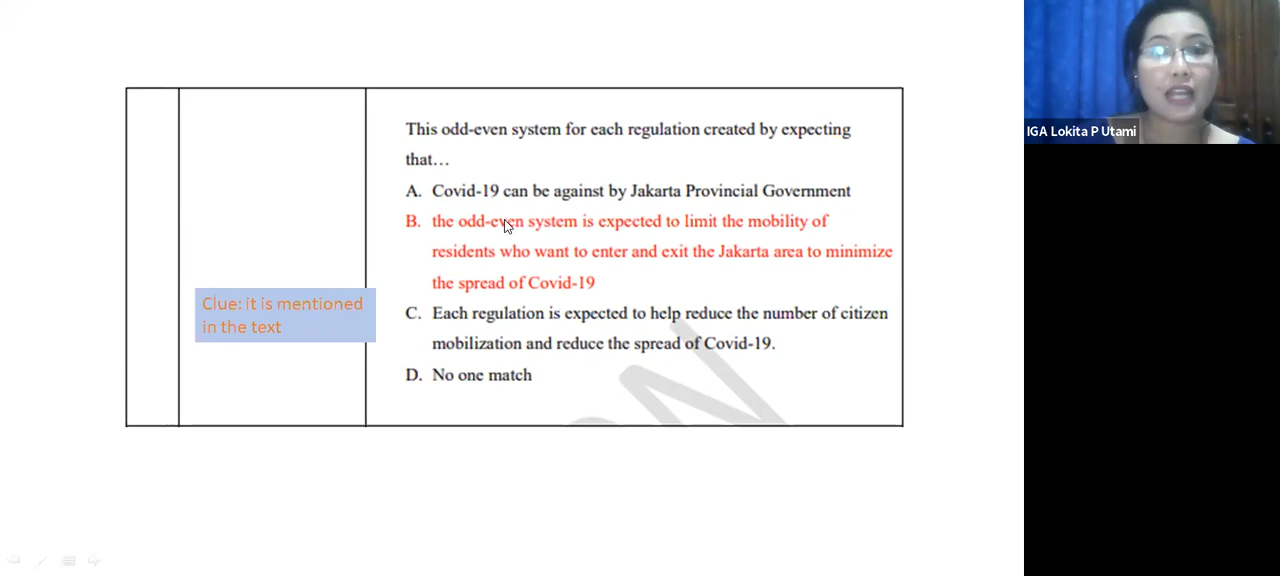 This odd-even system for each regulation created by expecting
that…
A. Covid-19 can be against by Jakarta Provincial Government
B. the odd-even system is expected to limit the mobility of
residents who want to enter and exit the Jakarta area to minimize
the spread of Covid-19
C. Each regulation is expected to help reduce the number of citizen
mobilization and reduce the spread of Covid-19.
D. No one match
Clue: it is mentioned
in the text
IGA Lokita P Utami